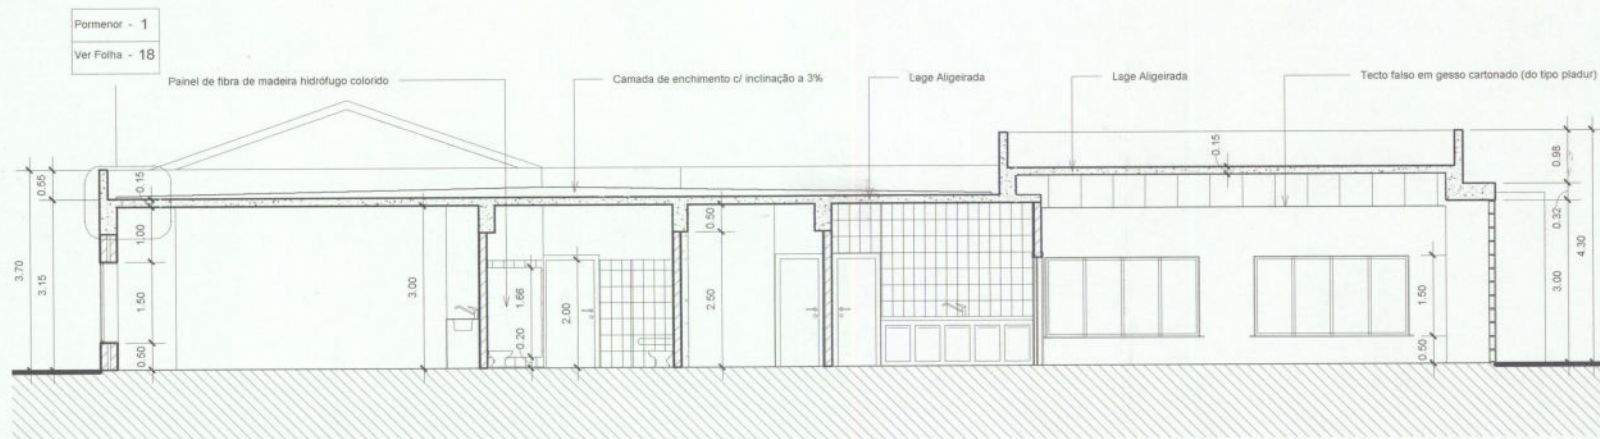 Pormenor - 1
Ver Folha - 18
Painel de fibra de madeira hidrófugo colorido
Camada de enchimento c/ inclinação a 3%
Lage Aligeirada
Lage Aligeirada
Tecto falso em gesso cartonado (do tipo pladur)
3.70
0.55
3.15
0.15
1.00
1.50
0.50
3.00
1.66
0.20
2.00
0.50
2.50
0.15
1.50
0.50
0.98
0.32
3.00
4.30